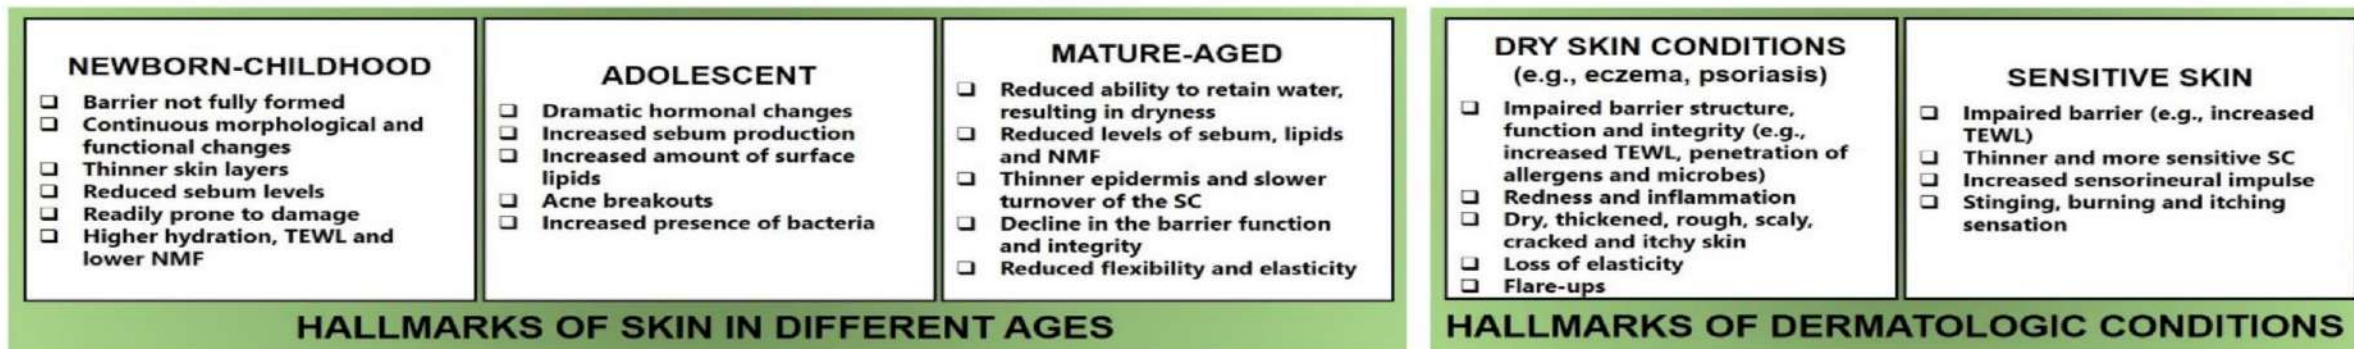 NEWBORN-CHILDHOOD
❑ Barrier not fully formed
❑ Continuous morphological and
functional changes
❑ Thinner skin layers
❑ Reduced sebum levels
❑ Readily prone to damage
❑ Higher hydration, TEWL and
lower NMF
ADOLESCENT
❑ Dramatic hormonal changes
❑ Increased sebum production
❑ Increased amount of surface
lipids
❑ Acne breakouts
❑ Increased presence of bacteria
MATURE-AGED
❑ Reduced ability to retain water,
resulting in dryness
❑ Reduced levels of sebum, lipids
and NMF
❑ Thinner epidermis and slower
turnover of the SC
❑ Decline in the barrier function
and integrity
❑ Reduced flexibility and elasticity
HALLMARKS OF SKIN IN DIFFERENT AGES
DRY SKIN CONDITIONS
(e.g., eczema, psoriasis)
❑ Impaired barrier structure,
function and integrity (e.g.,
increased TEWL, penetration of
allergens and microbes)
❑ Redness and inflammation
❑ Dry, thickened, rough, scaly,
cracked and itchy skin
❑ Loss of elasticity
❑ Flare-ups
SENSITIVE SKIN
❑ Impaired barrier (e.g., increased
TEWL)
❑ Thinner and more sensitive SC
❑ Increased sensorineural impulse
❑ Stinging, burning and itching
sensation
HALLMARKS OF DERMATOLOGIC CONDITIONS